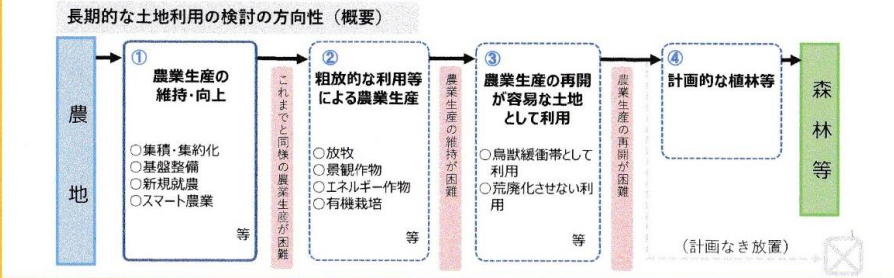 長期的な土地利用の検討の方向性（概要）
農地
①
農業生産の
維持・向上
○集積・集約化
○基盤整備
○新規就農
○スマート農業
等
これまでと同様の農業生産が困難
②
粗放的な利用等
による農業生産
○放牧
○景観作物
○エネルギー作物
○有機栽培
等
農業生産の維持が困難
③
農業生産の再開
が容易な土地
として利用
○鳥獣緩衝帯として
利用
○荒廃化させない利
用
等
農業生産の再開が困難
④
計画的な植林等
森林等
（計画なき放置）